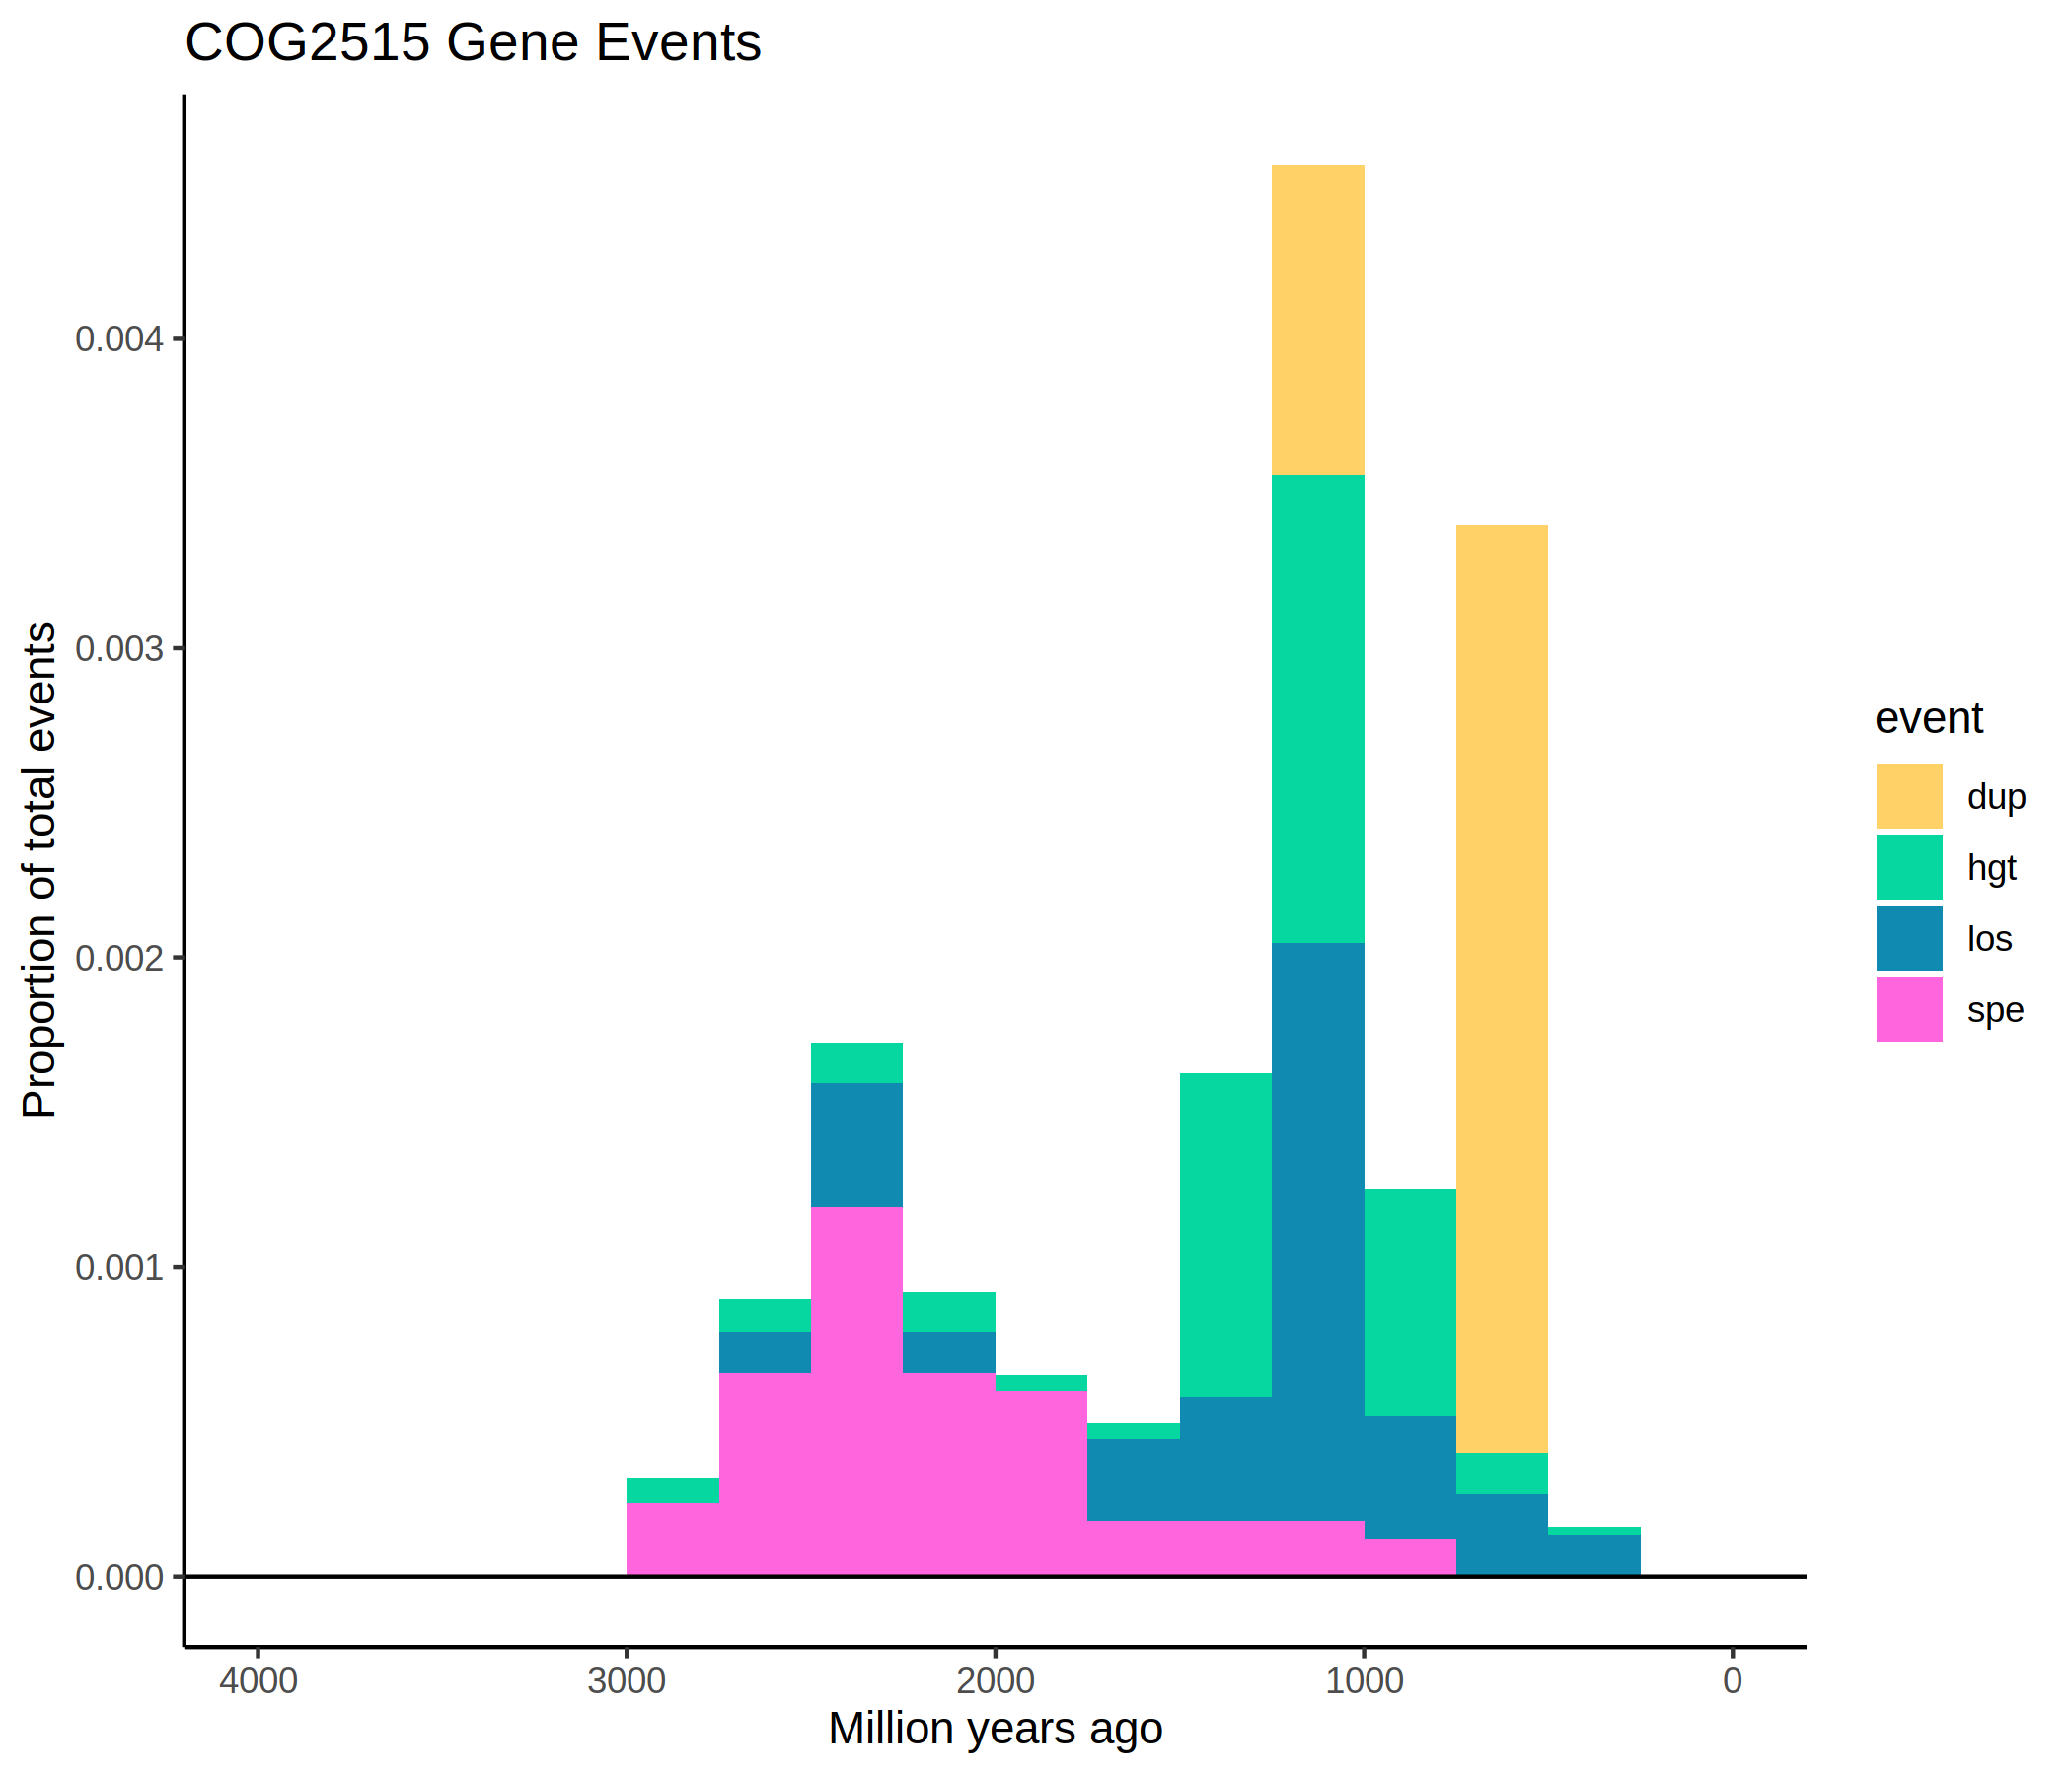 COG2515 Gene Events
Proportion of total events
0.004
0.003
0.002
0.001
0.000
4000 3000 2000 1000 0
Million years ago
event
dup
hgt
los
spe